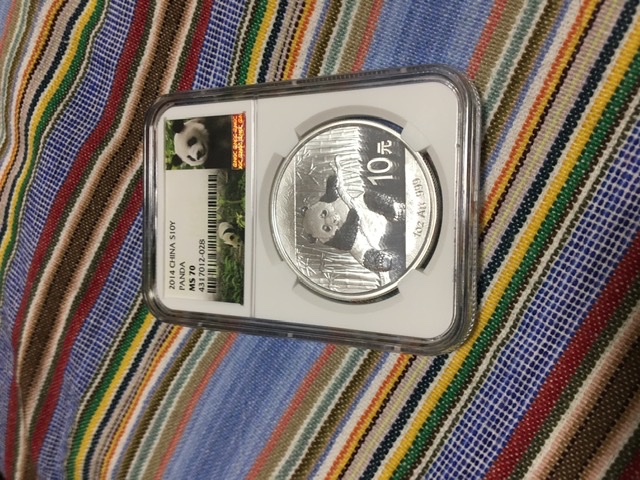 2014 CHINA S10Y
PANDA
MS 70
4317012-028
10元
1oz Ag .999